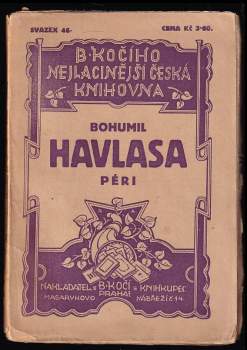 SVAZEK 46.
CENA KČ 3·60.
B·KOČÍHO
NEJLACINĚJŠÍ ČESKÁ
KNIHOVNA
BOHUMIL
HAVLASA
PÉRI
NAKLADATEL * B·KOČÍ * KNIHKUPEC
PRAHA I
MASARYKOVO NÁBŘEŽÍ Č 14